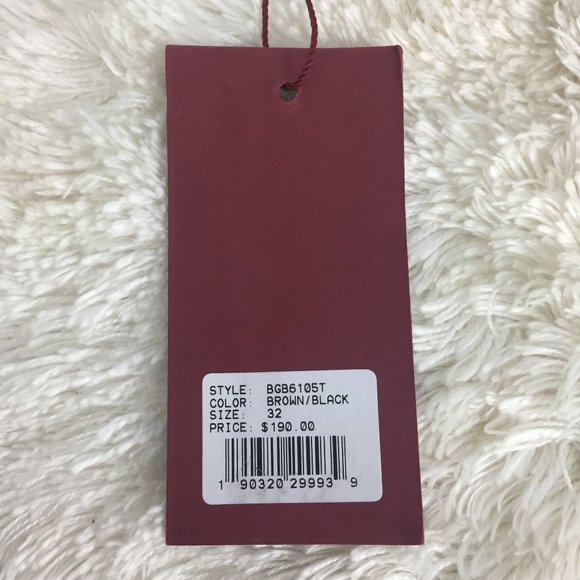 STYLE: BGB6105T
COLOR: BROWN/BLACK
SIZE: 32
PRICE: $190.00
1 90320 29993 9